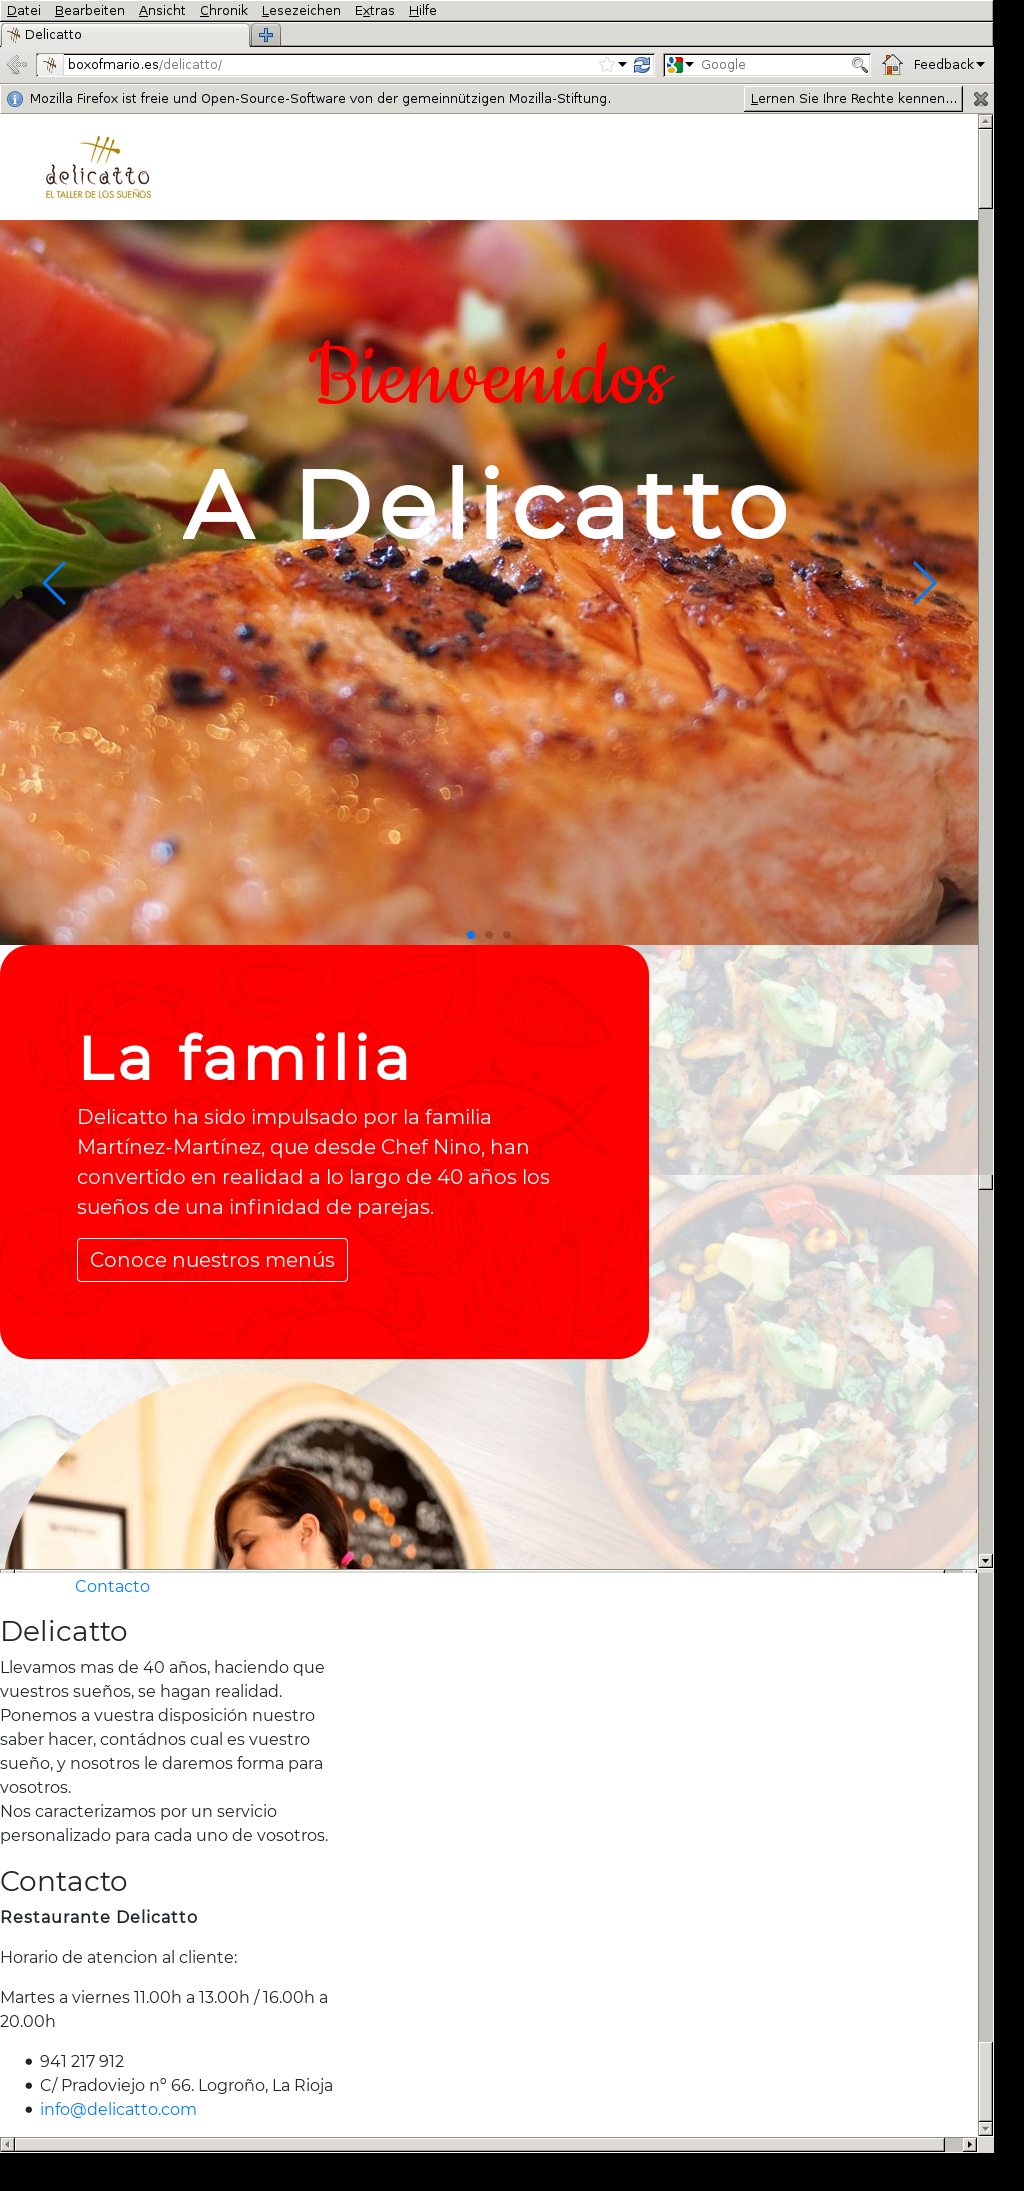 Datei Bearbeiten Ansicht Chronik Lesezeichen Extras Hilfe
Delicatto
boxofmario.es/delicatto/
Google
Feedback
Mozilla Firefox ist freie und Open-Source-Software von der gemeinnützigen Mozilla-Stiftung.
Lernen Sie Ihre Rechte kennen...
delicatto
EL TALLER DE LOS SUEÑOS
Bienvenidos
A Delicatto
La familia
Delicatto ha sido impulsado por la familia
Martínez-Martínez, que desde Chef Nino, han
convertido en realidad a lo largo de 40 años los
sueños de una infinidad de parejas.
Conoce nuestros menús
Contacto
Delicatto
Llevamos mas de 40 años, haciendo que
vuestros sueños, se hagan realidad.
Ponemos a vuestra disposición nuestro
saber hacer, contádnos cual es vuestro
sueño, y nosotros le daremos forma para
vosotros.
Nos caracterizamos por un servicio
personalizado para cada uno de vosotros.
Contacto
Restaurante Delicatto
Horario de atencion al cliente:
Martes a viernes 11.00h a 13.00h / 16.00h a
20.00h
941 217 912
C/ Pradoviejo nº 66. Logroño, La Rioja
info@delicatto.com